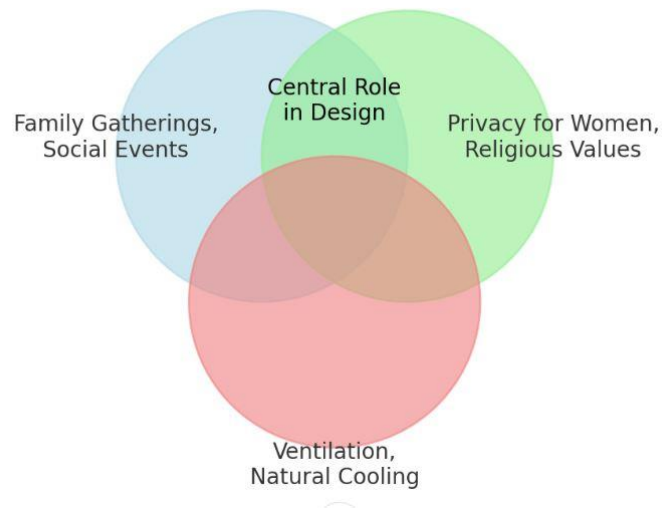 Central Role
in Design
Family Gatherings,
Social Events
Privacy for Women,
Religious Values
Ventilation,
Natural Cooling